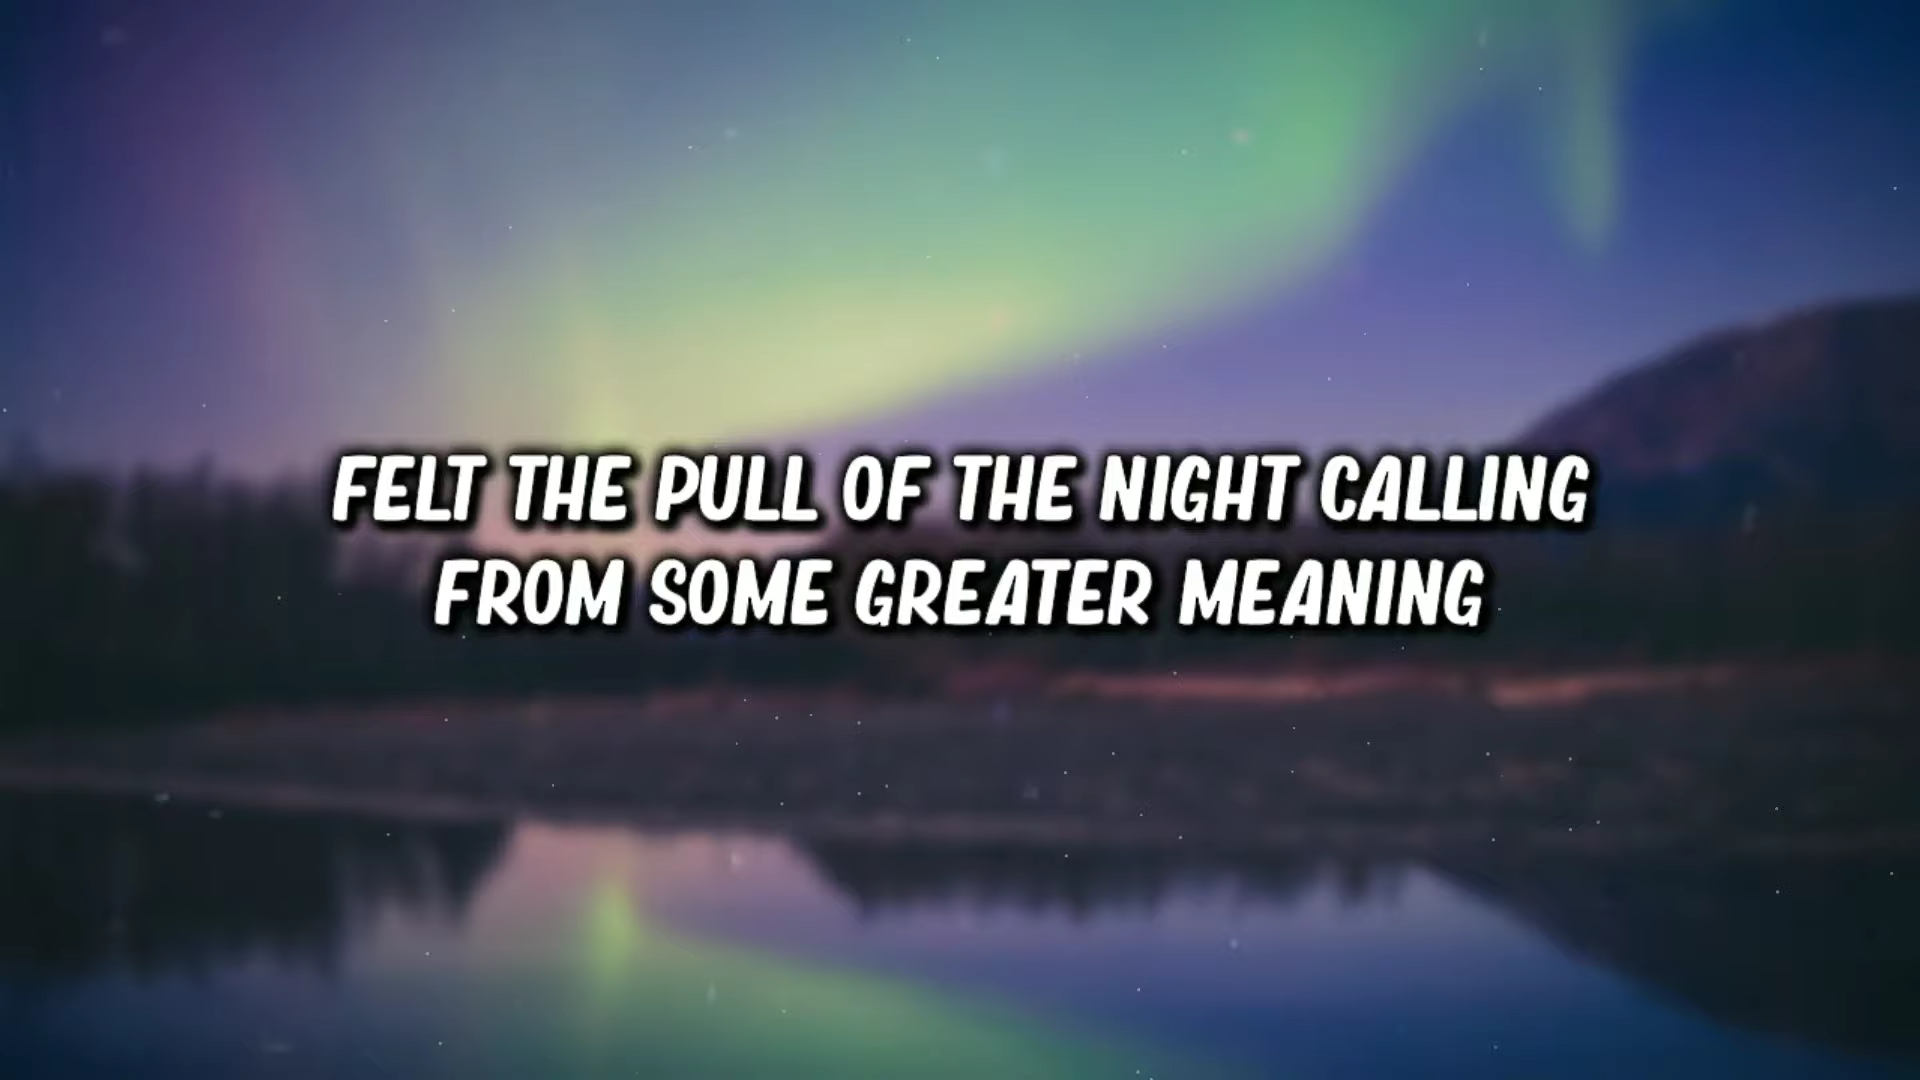 FELT THE PULL OF THE NIGHT CALLING
FROM SOME GREATER MEANING